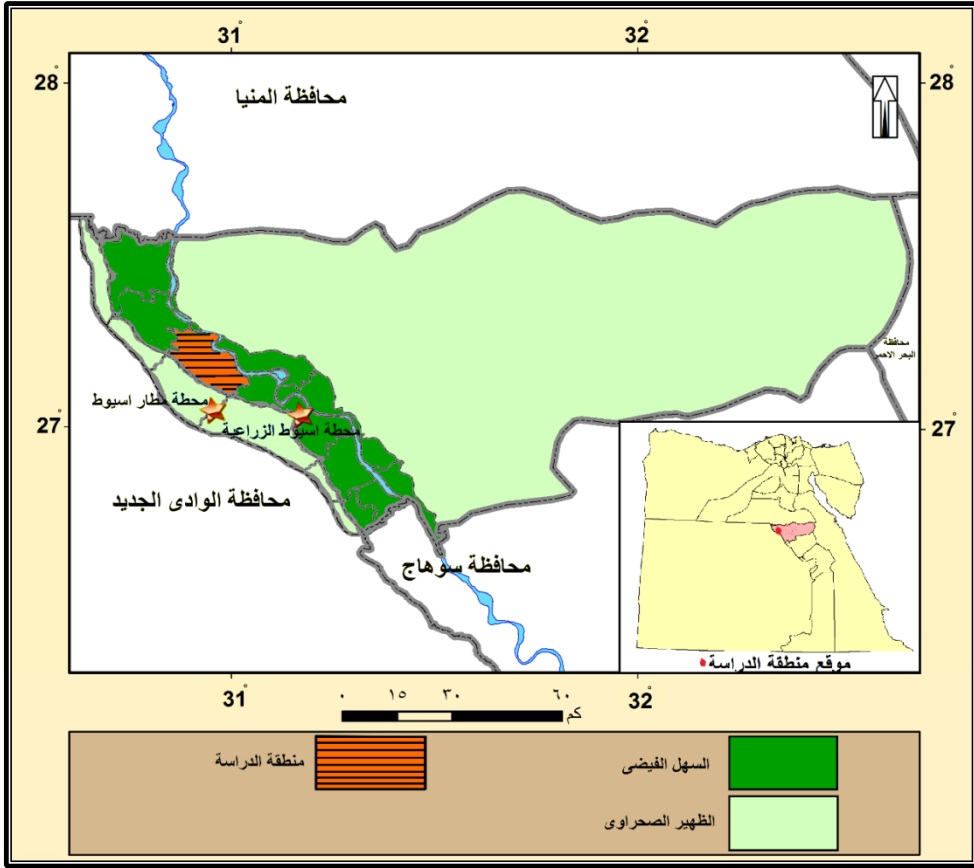 31° 32°
28° 28°
محافظة المنيا
محافظة
البحر الاحمر
محطة مطار اسيوط
27° 27°
محطة اسيوط الزراعية
محافظة الوادى الجديد
محافظة سوهاج
موقع منطقة الدراسة
31° 32°
٠ ١٥ ٣٠ ٦٠
كم
السهل الفيضى
منطقة الدراسة
الظهير الصحراوى